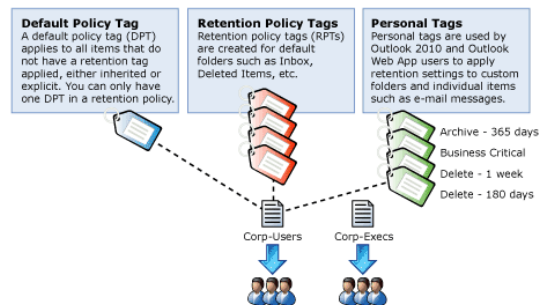 Default Policy Tag
A default policy tag (DPT)
applies to all items that do
not have a retention tag
applied, either inherited or
explicit. You can only have
one DPT in a retention policy.
Retention Policy Tags
Retention policy tags (RPTs)
are created for default
folders such as Inbox,
Deleted Items, etc.
Personal Tags
Personal tags are used by
Outlook 2010 and Outlook
Web App users to apply
retention settings to custom
folders and individual items
such as e-mail messages.
Archive - 365 days
Business Critical
Delete - 1 week
Delete - 180 days
Corp-Users
Corp-Execs